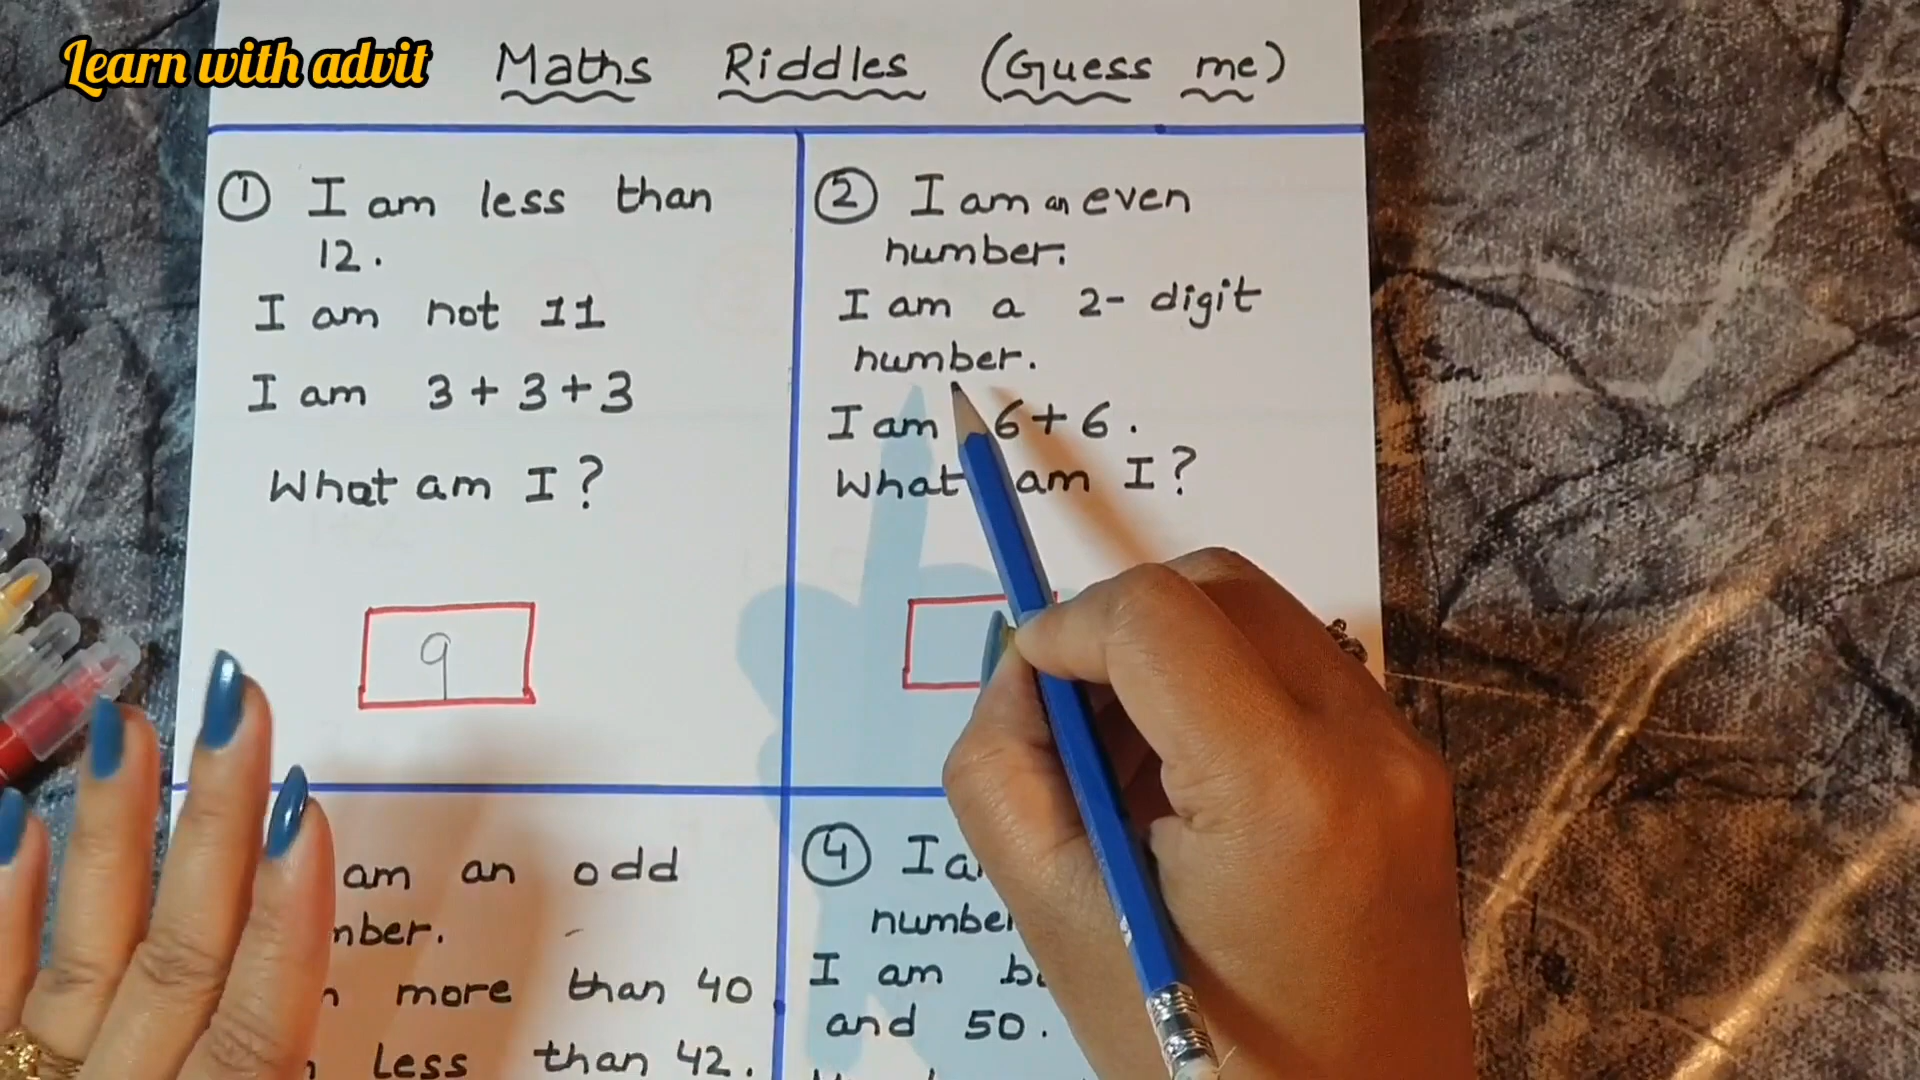 Learn with advit
Maths Riddles (Guess me)
① I am less than
12.
I am not 11
I am 3 + 3 + 3
What am I?
9
② I am an even
number.
I am a 2- digit
number.
I am 6 + 6.
What am I?
am an odd
more than 40
less than 42.
④ I
I am
and 50.